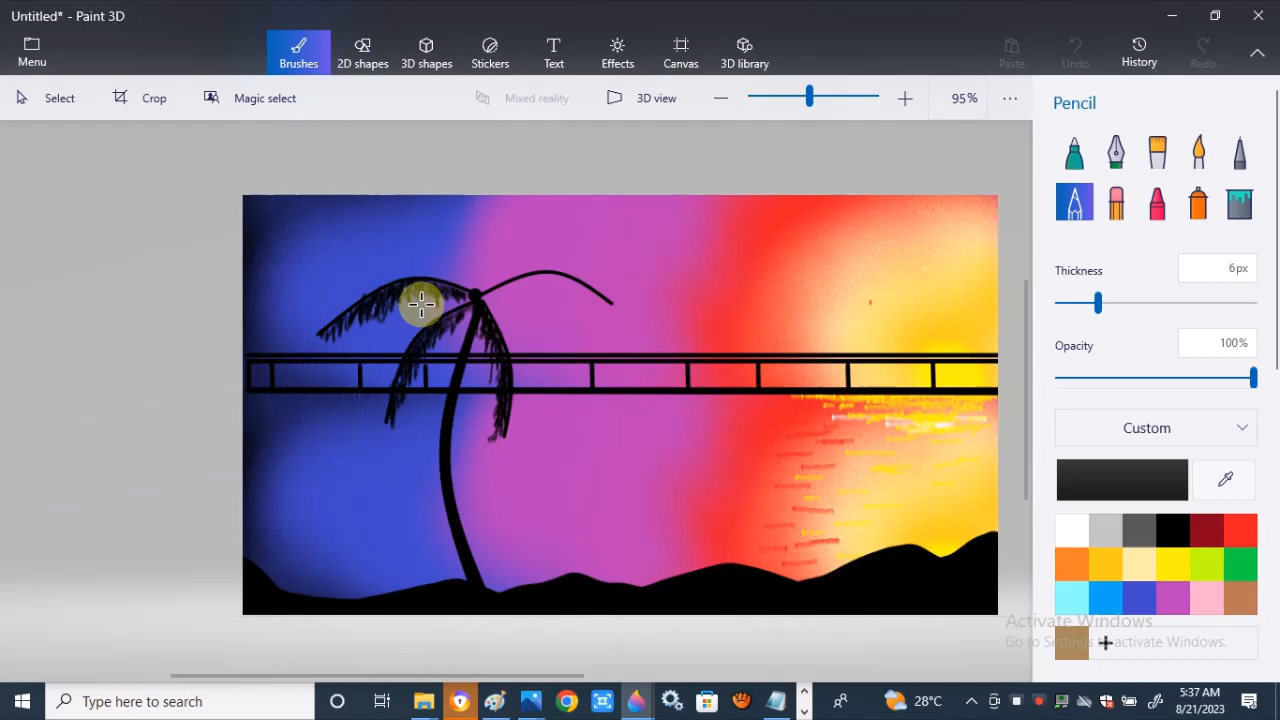 Untitled* - Paint 3D
Menu
Brushes
2D shapes
3D shapes
Stickers
Text
Effects
Canvas
3D library
Paste
Undo
History
Redo
Select
Crop
Magic select
Mixed reality
3D view
95%
Pencil
Thickness
6px
Opacity
100%
Custom
Activate Windows
Go to Settings to activate Windows.
Type here to search
28°C
5:37 AM
8/21/2023